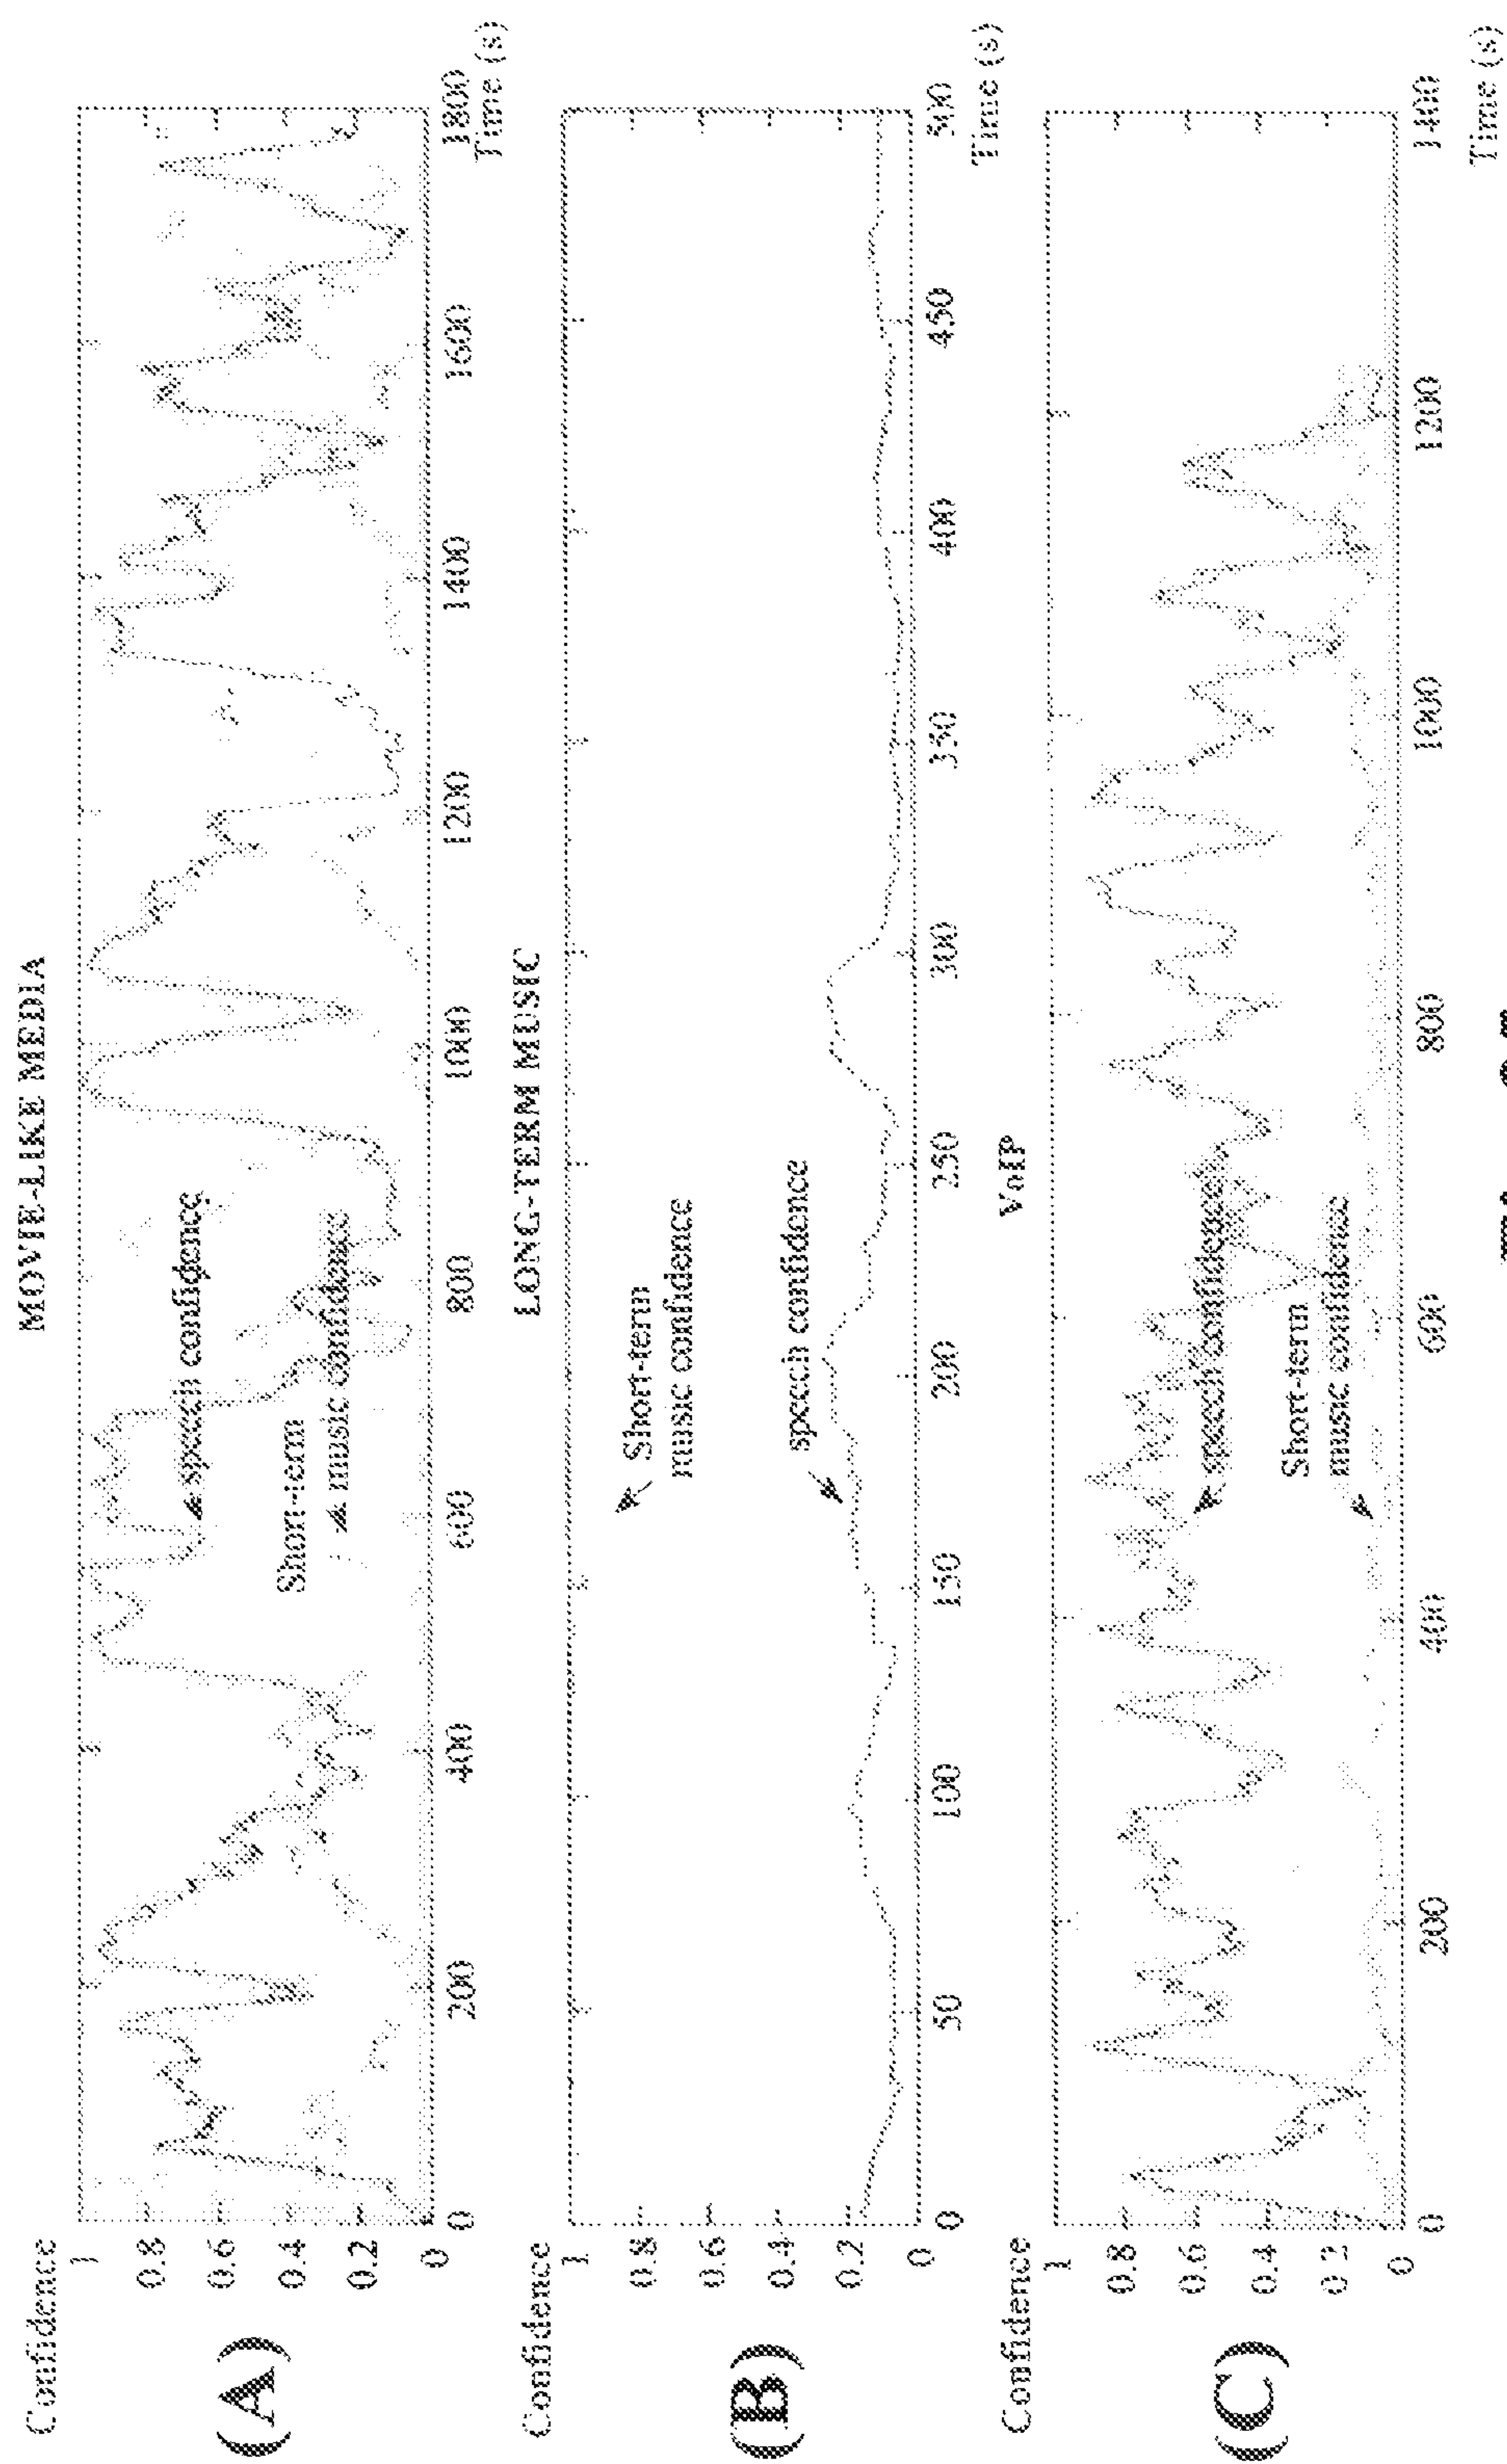 MOVIE-LIKE MEDIA
Confidence
(A)
1
0.8
0.6
0.4
0.2
0
speech confidence
Short-term
music confidence
0 200 400 600 800 1000 1200 1400 1600 1800
Time (s)
LONG-TERM MUSIC
Confidence
(B)
1
0.8
0.6
0.4
0.2
0
Short-term
music confidence
speech confidence
0 50 100 150 200 250 300 350 400 450 500
Time (s)
VoIP
Confidence
(C)
1
0.8
0.6
0.4
0.2
0
speech confidence
Short-term
music confidence
0 200 400 600 800 1000 1200 1400
Time (s)